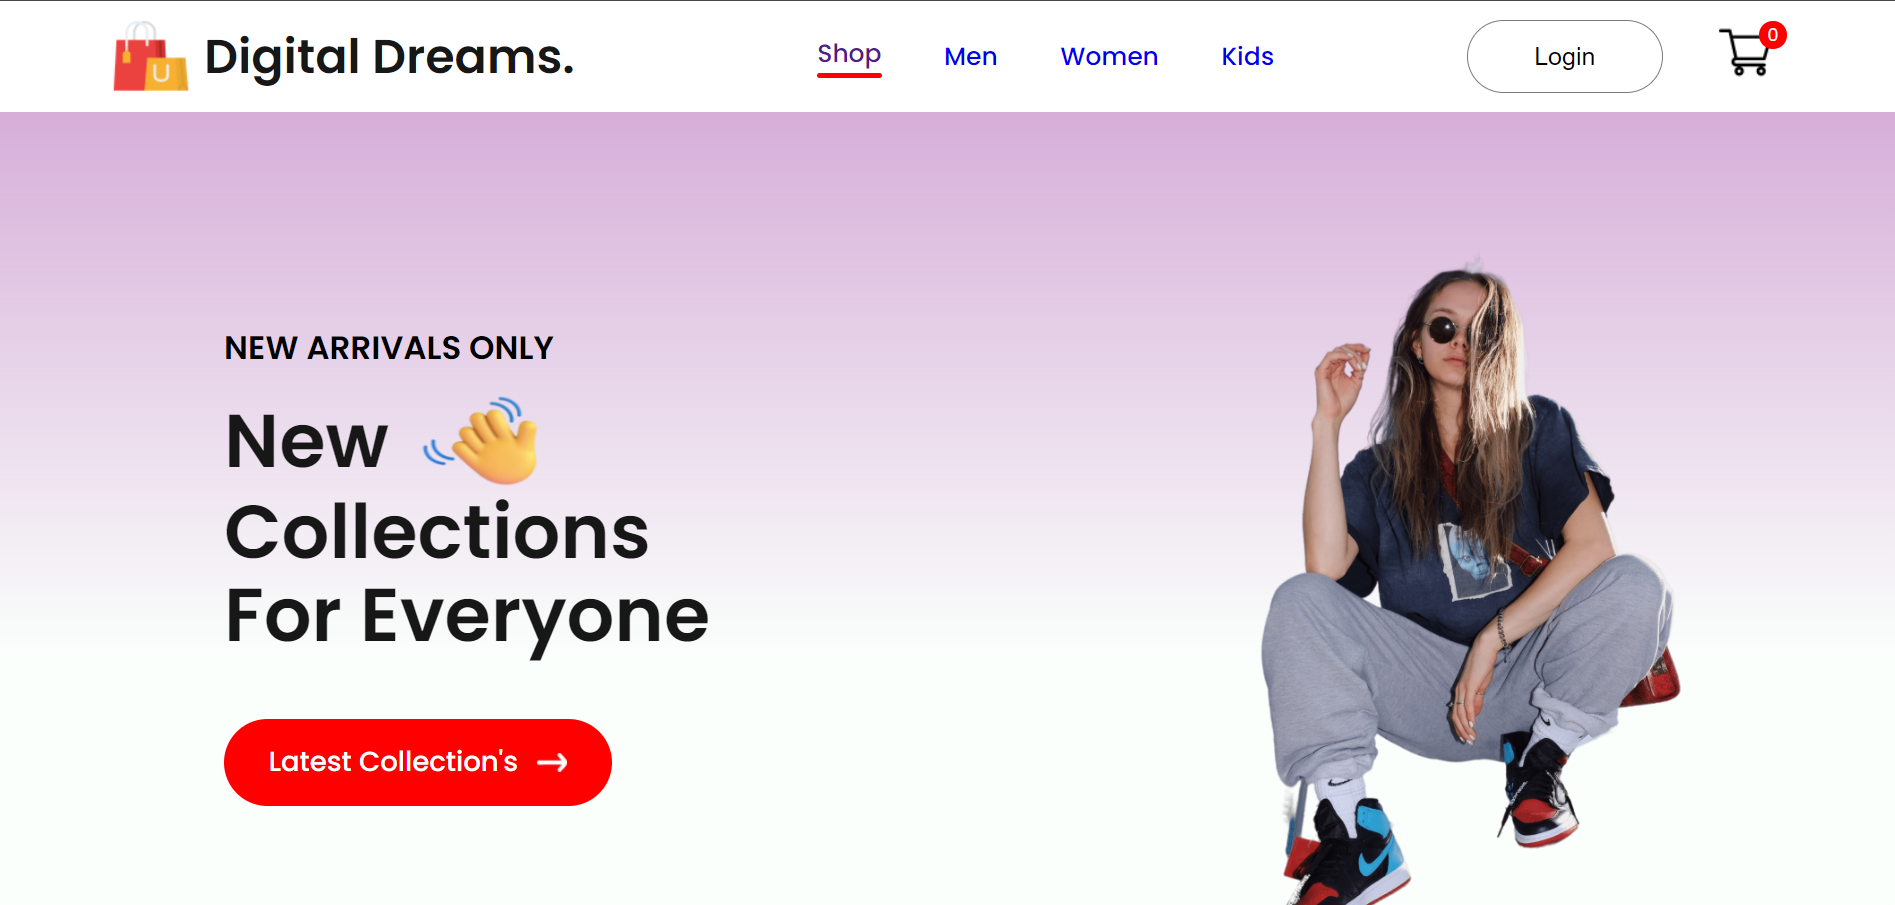 Digital Dreams.
Shop
Men
Women
Kids
Login
0
NEW ARRIVALS ONLY
New
Collections
For Everyone
Latest Collection's →
U